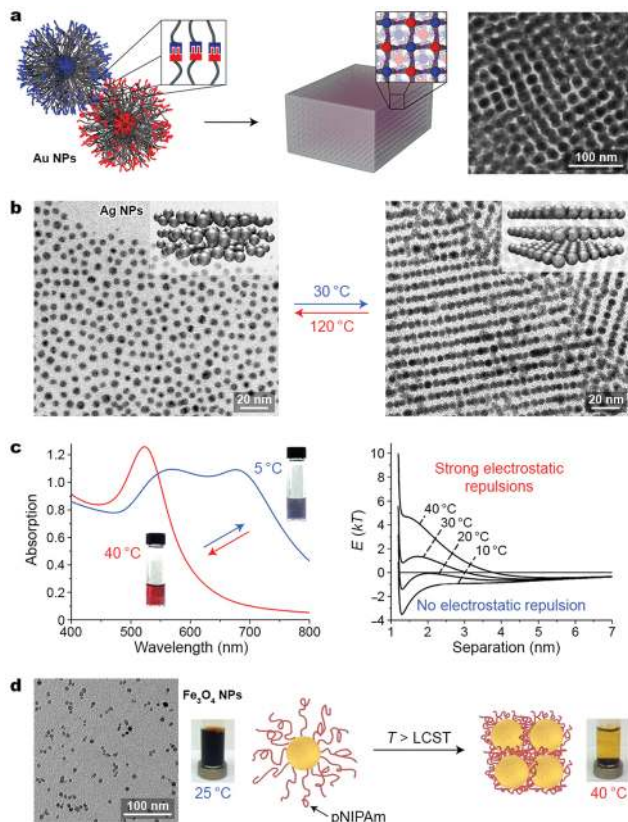 a
Au NPs
100 nm
b
Ag NPs
30 °C
120 °C
20 nm
20 nm
c
1.2
1.0
0.8
0.6
0.4
0.2
0
Absorption
400
500
600
700
800
Wavelength (nm)
5 °C
40 °C
10
8
6
4
2
0
−2
−4
E (kT)
Strong electrostatic
repulsions
40 °C
30 °C
20 °C
10 °C
No electrostatic repulsion
1
2
3
4
5
6
7
Separation (nm)
d
Fe3O4 NPs
100 nm
25 °C
pNIPAm
T > LCST
40 °C